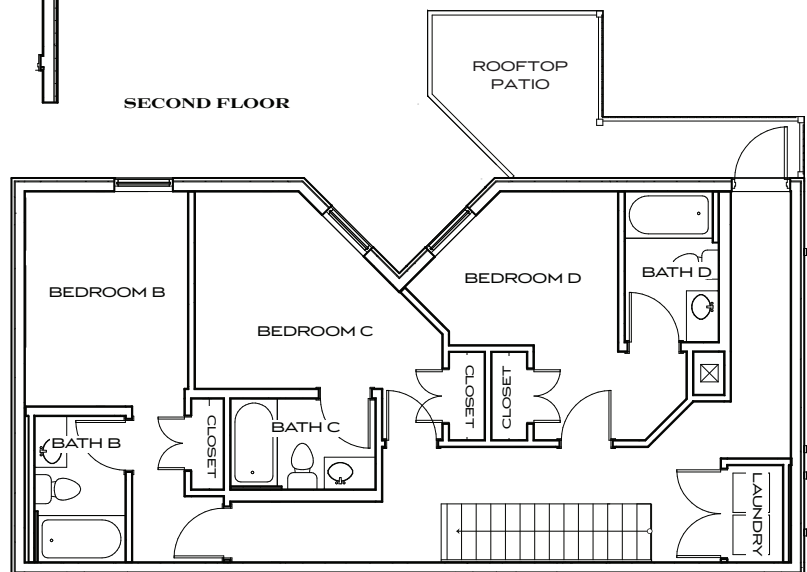 ROOFTOP
PATIO
SECOND FLOOR
BEDROOM B
BEDROOM C
BEDROOM D
BATH D
CLOSET
CLOSET
BATH B
CLOSET
BATH C
LAUNDRY